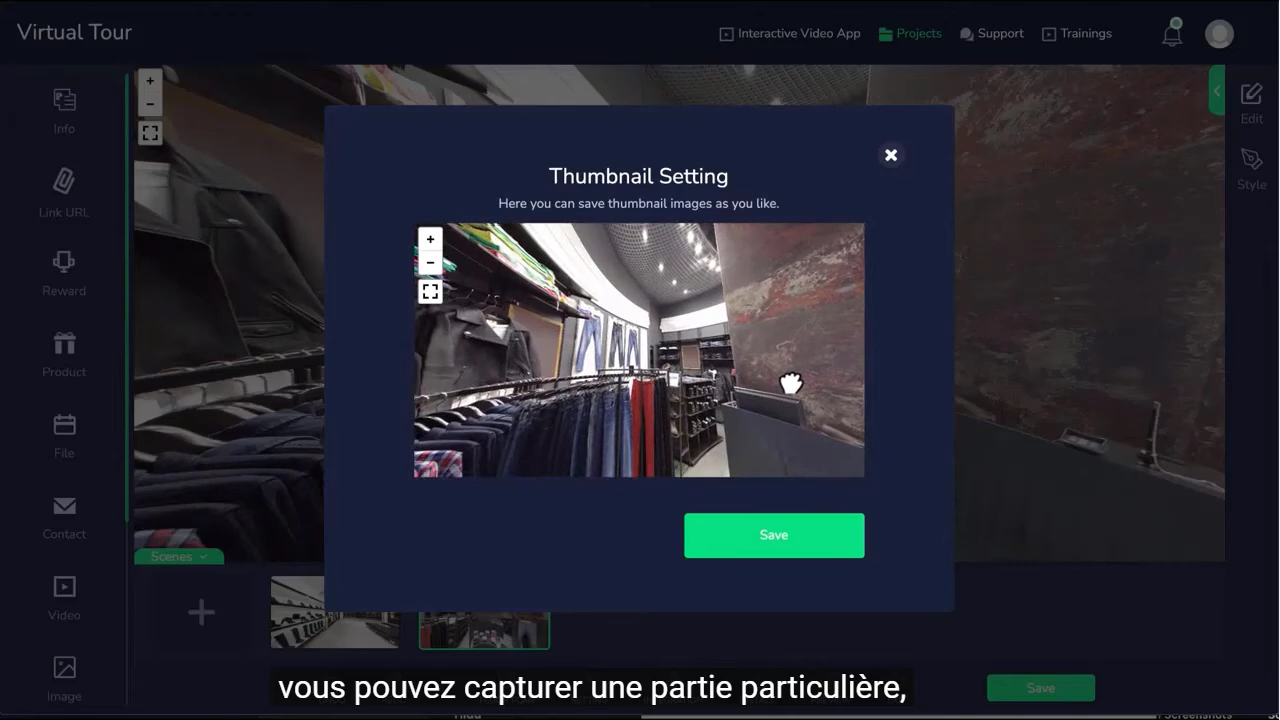 Virtual Tour
Interactive Video App
Projects
Support
Trainings
Info
Link URL
Reward
Product
File
Contact
Video
Image
+
−
Edit
Style
Thumbnail Setting
Here you can save thumbnail images as you like.
+
−
Save
Scenes
+
vous pouvez capturer une partie particulière,
Save
Screenshots